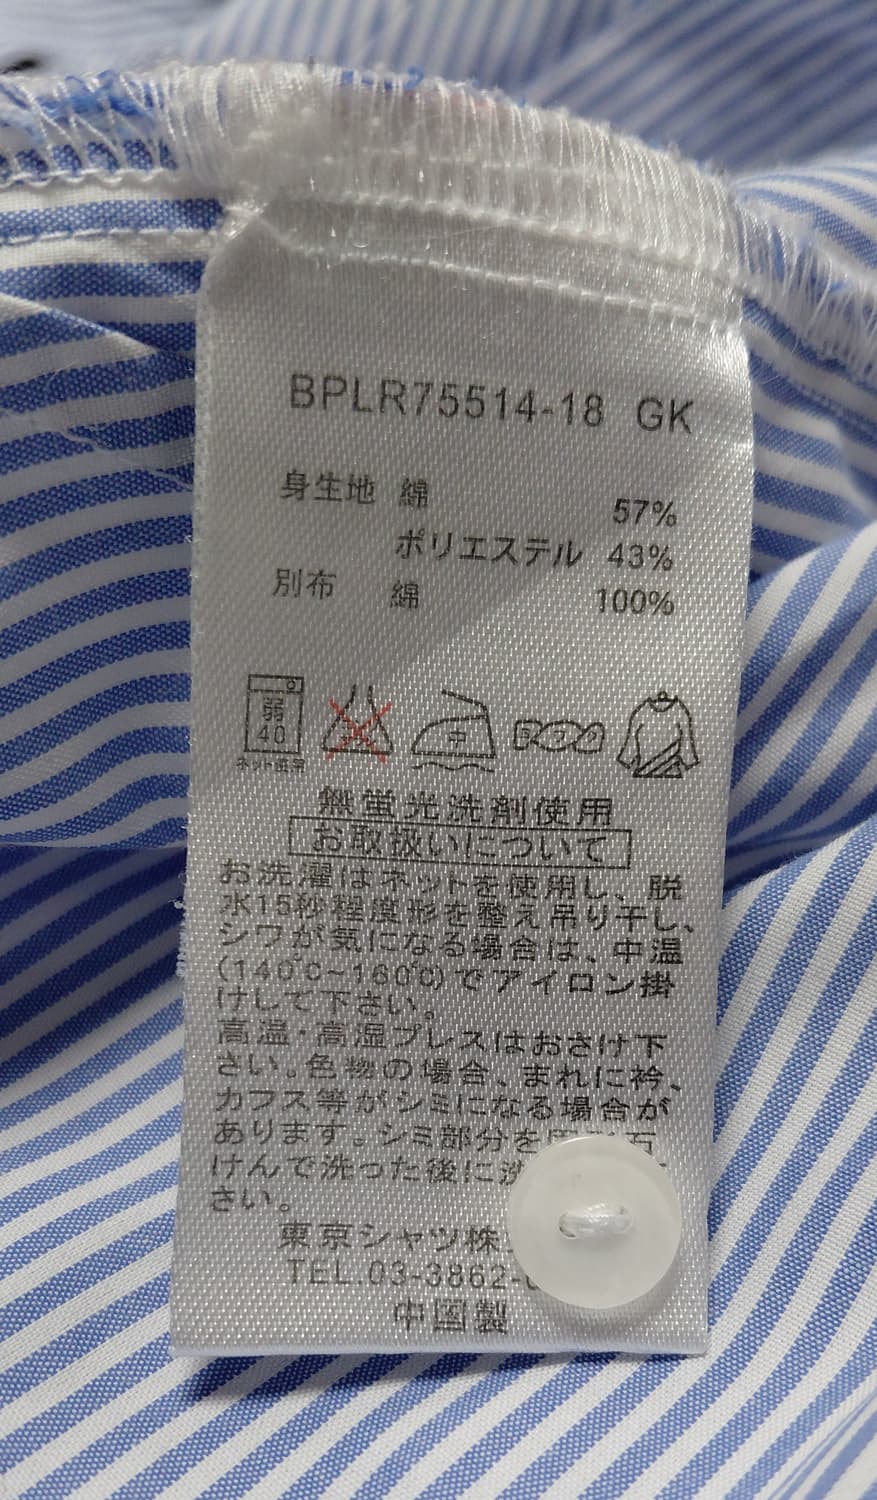 BPLR75514-18 GK
身生地 綿 57%
ポリエステル 43%
別布 綿 100%
弱
40
ネット使用
中
無蛍光洗剤使用
お取扱いについて
お洗濯はネットを使用し、脱
水15秒程度形を整え吊り干し、
シワが気になる場合は、中温
(140℃~160℃)でアイロン掛
けして下さい。
高温・高湿プレスはおさけ下
さい。色物の場合、まれに衿、
カフス等がシミになる場合が
あります。シミ部分を
けんで洗った後に洗
さい。
東京シャツ株
TEL.03-3862-
中国製